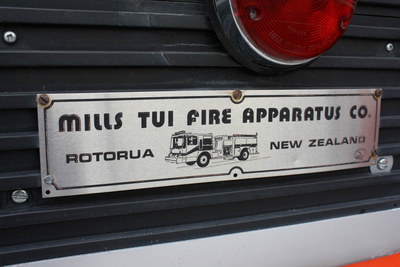 MILLS TUI FIRE APPARATUS CO.
ROTORUA NEW ZEALAND